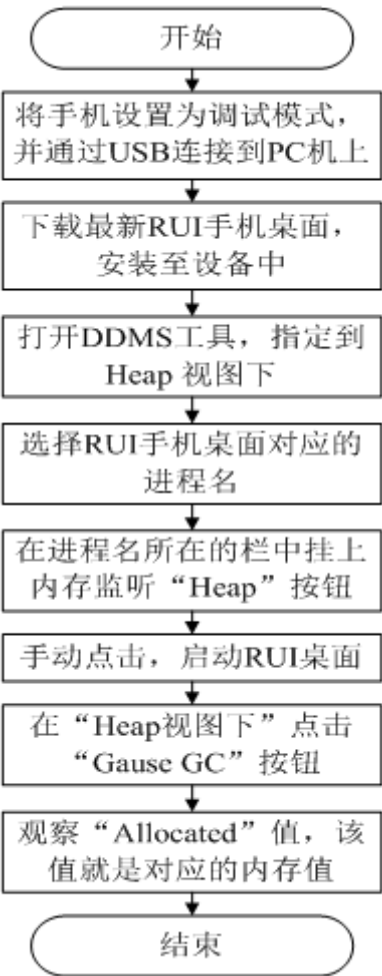 开始
将手机设置为调试模式，
并通过USB连接到PC机上
下载最新RUI手机桌面，
安装至设备中
打开DDMS工具，指定到
Heap 视图下
选择RUI手机桌面对应的
进程名
在进程名所在的栏中挂上
内存监听“Heap”按钮
手动点击，启动RUI桌面
在“Heap视图下”点击
“Gause GC”按钮
观察“Allocated”值，该
值就是对应的内存值
结束